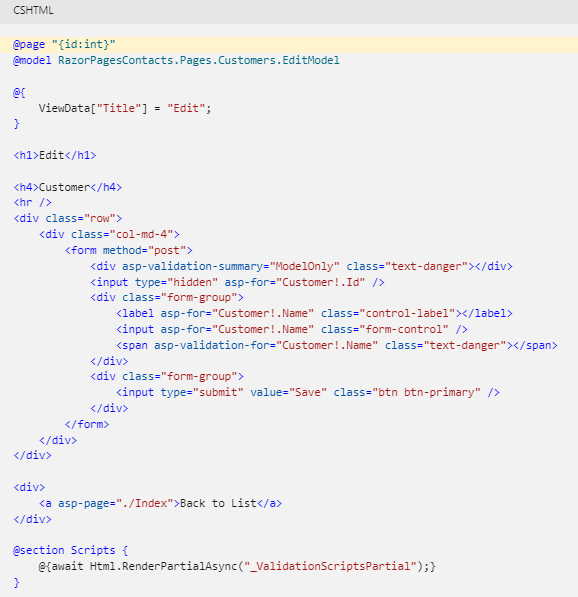 CSHTML
@page "{id:int}"
@model RazorPagesContacts.Pages.Customers.EditModel
@{
    ViewData["Title"] = "Edit";
}
<h1>Edit</h1>
<h4>Customer</h4>
<hr />
<div class="row">
    <div class="col-md-4">
        <form method="post">
            <div asp-validation-summary="ModelOnly" class="text-danger"></div>
            <input type="hidden" asp-for="Customer!.Id" />
            <div class="form-group">
                <label asp-for="Customer!.Name" class="control-label"></label>
                <input asp-for="Customer!.Name" class="form-control" />
                <span asp-validation-for="Customer!.Name" class="text-danger"></span>
            </div>
            <div class="form-group">
                <input type="submit" value="Save" class="btn btn-primary" />
            </div>
        </form>
    </div>
</div>
<div>
    <a asp-page="./Index">Back to List</a>
</div>
@section Scripts {
    @{await Html.RenderPartialAsync("_ValidationScriptsPartial");}
}